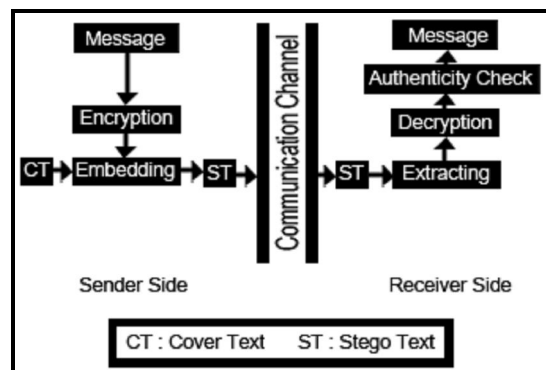 Message
Encryption
CT
Embedding
ST
Communication Channel
Message
Authenticity Check
Decryption
ST
Extracting
Sender Side
Receiver Side
CT : Cover Text ST : Stego Text